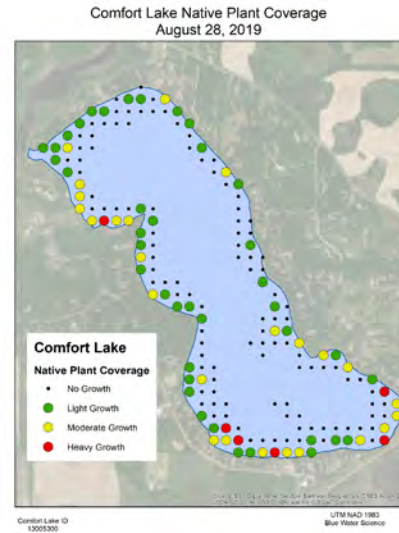 Comfort Lake Native Plant Coverage
August 28, 2019
Comfort Lake
Native Plant Coverage
No Growth
Light Growth
Moderate Growth
Heavy Growth
Comfort Lake ID
13005300
UTM NAD 1983
Blue Water Science